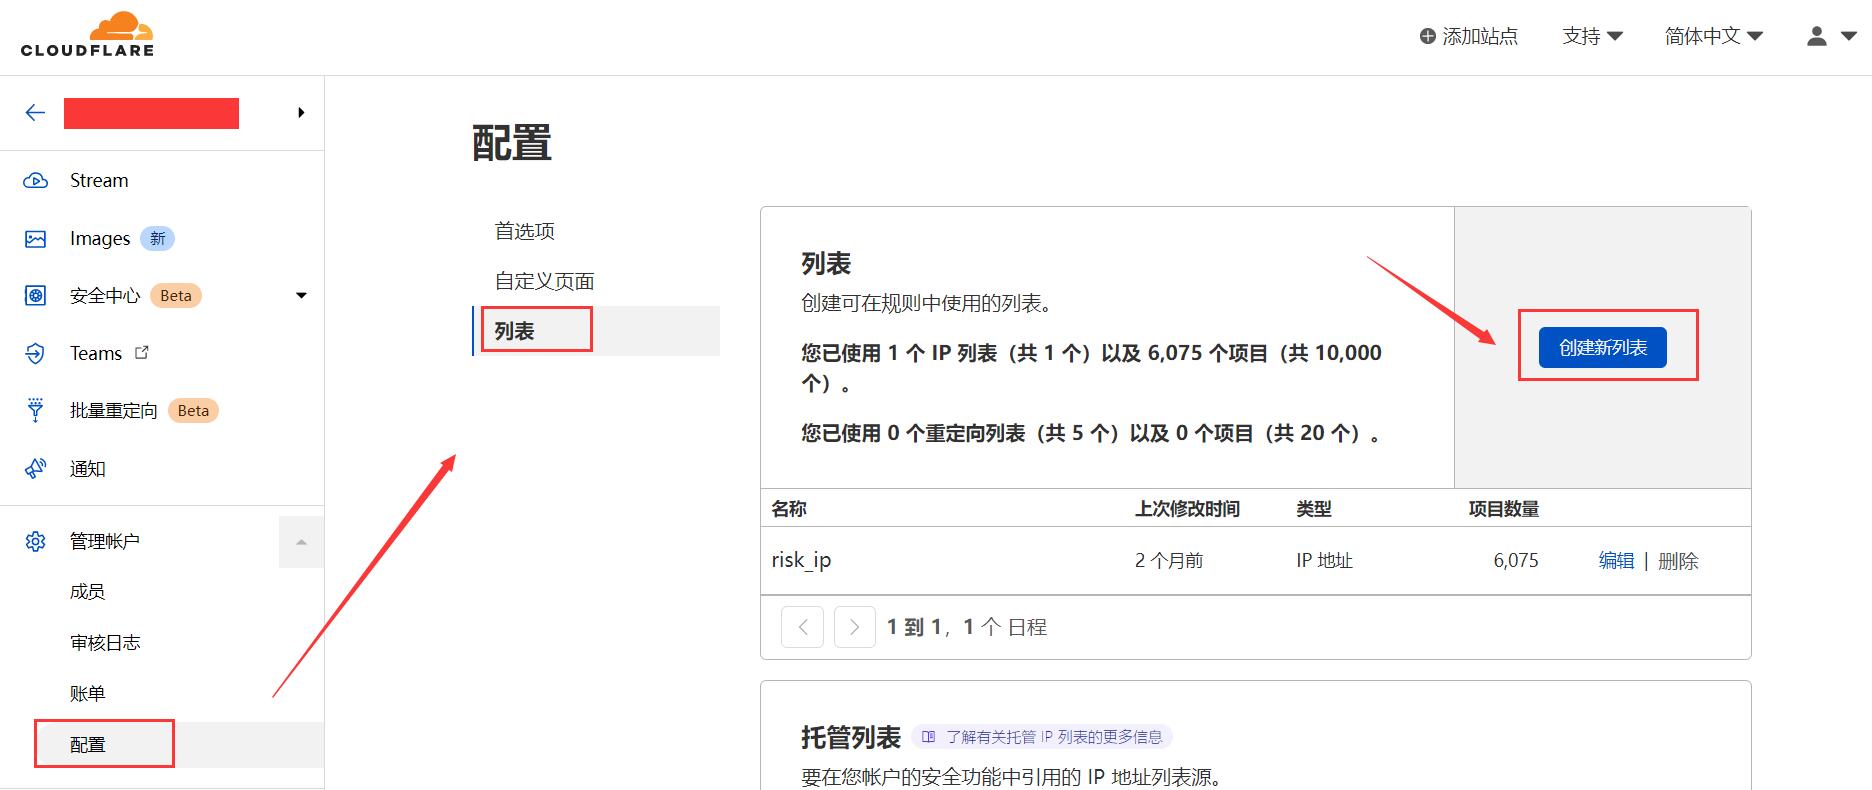 CLOUDFLARE
添加站点
支持
简体中文
Stream
Images 新
安全中心 Beta
Teams
批量重定向 Beta
通知
管理帐户
成员
审核日志
账单
配置
配置
首选项
自定义页面
列表
列表
创建可在规则中使用的列表。
您已使用 1 个 IP 列表（共 1 个）以及 6,075 个项目（共 10,000
个）。
您已使用 0 个重定向列表（共 5 个）以及 0 个项目（共 20 个）。
创建新列表
名称 上次修改时间 类型 项目数量
risk_ip 2 个月前 IP 地址 6,075 编辑 | 删除
1 到 1，1 个 日程
托管列表 了解有关托管 IP 列表的更多信息
要在您帐户的安全功能中引用的 IP 地址列表源。